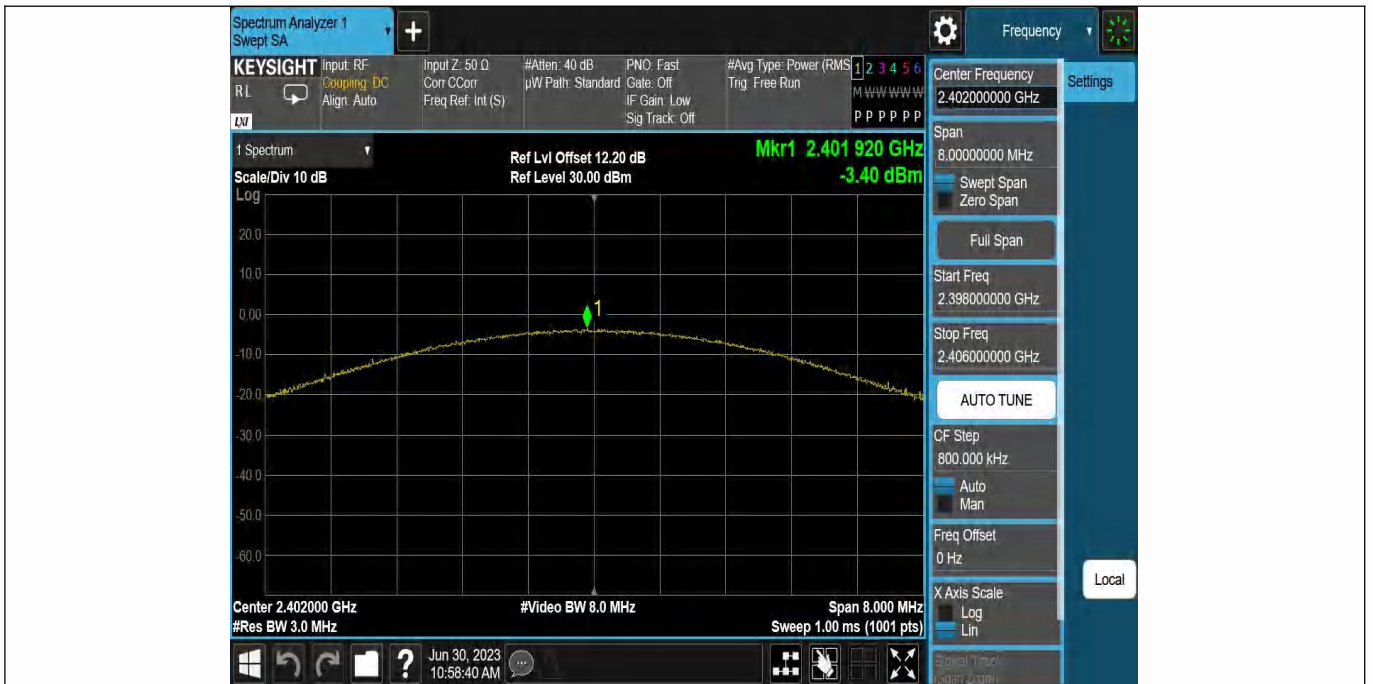 Spectrum Analyzer 1
Swept SA
Frequency
KEYSIGHT
RL
LXI
Input: RF
Coupling: DC
Align: Auto
Input Z: 50 Ω
Corr CCorr
Freq Ref: Int (S)
#Atten: 40 dB
µW Path: Standard
PNO: Fast
Gate: Off
IF Gain: Low
Sig Track: Off
#Avg Type: Power (RMS
Trig: Free Run
1 2 3 4 5 6
M W W W W W
P P P P P P
1 Spectrum
Scale/Div 10 dB
Log
Ref Lvl Offset 12.20 dB
Ref Level 30.00 dBm
Mkr1 2.401 920 GHz
-3.40 dBm
20.0
10.0
0.00
-10.0
-20.0
-30.0
-40.0
-50.0
-60.0
1
Center 2.402000 GHz
#Res BW 3.0 MHz
#Video BW 8.0 MHz
Span 8.000 MHz
Sweep 1.00 ms (1001 pts)
Jun 30, 2023
10:58:40 AM
Center Frequency
2.402000000 GHz
Settings
Span
8.00000000 MHz
Swept Span
Zero Span
Full Span
Start Freq
2.398000000 GHz
Stop Freq
2.406000000 GHz
AUTO TUNE
CF Step
800.000 kHz
Auto
Man
Freq Offset
0 Hz
X Axis Scale
Log
Lin
Signal Track
(Span Zoom)
Local